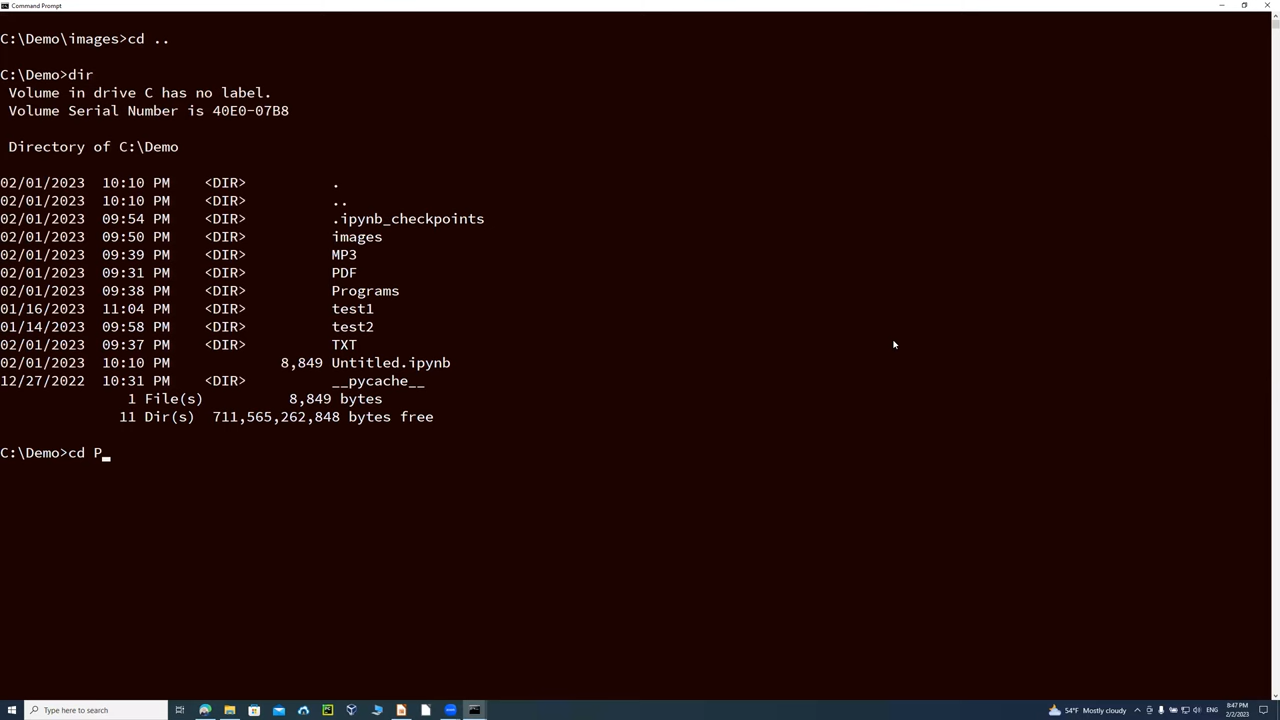 Command Prompt
C:\Demo\images>cd ..
C:\Demo>dir
 Volume in drive C has no label.
 Volume Serial Number is 40E0-07B8
 Directory of C:\Demo
02/01/2023  10:10 PM    <DIR>          .
02/01/2023  10:10 PM    <DIR>          ..
02/01/2023  09:54 PM    <DIR>          .ipynb_checkpoints
02/01/2023  09:50 PM    <DIR>          images
02/01/2023  09:39 PM    <DIR>          MP3
02/01/2023  09:31 PM    <DIR>          PDF
02/01/2023  09:38 PM    <DIR>          Programs
01/16/2023  11:04 PM    <DIR>          test1
01/14/2023  09:58 PM    <DIR>          test2
02/01/2023  09:37 PM    <DIR>          TXT
02/01/2023  10:10 PM             8,849 Untitled.ipynb
12/27/2022  10:31 PM    <DIR>          __pycache__
               1 File(s)          8,849 bytes
              11 Dir(s)  711,565,262,848 bytes free
C:\Demo>cd P
Type here to search
54°F Mostly cloudy
ENG
8:47 PM
2/2/2023